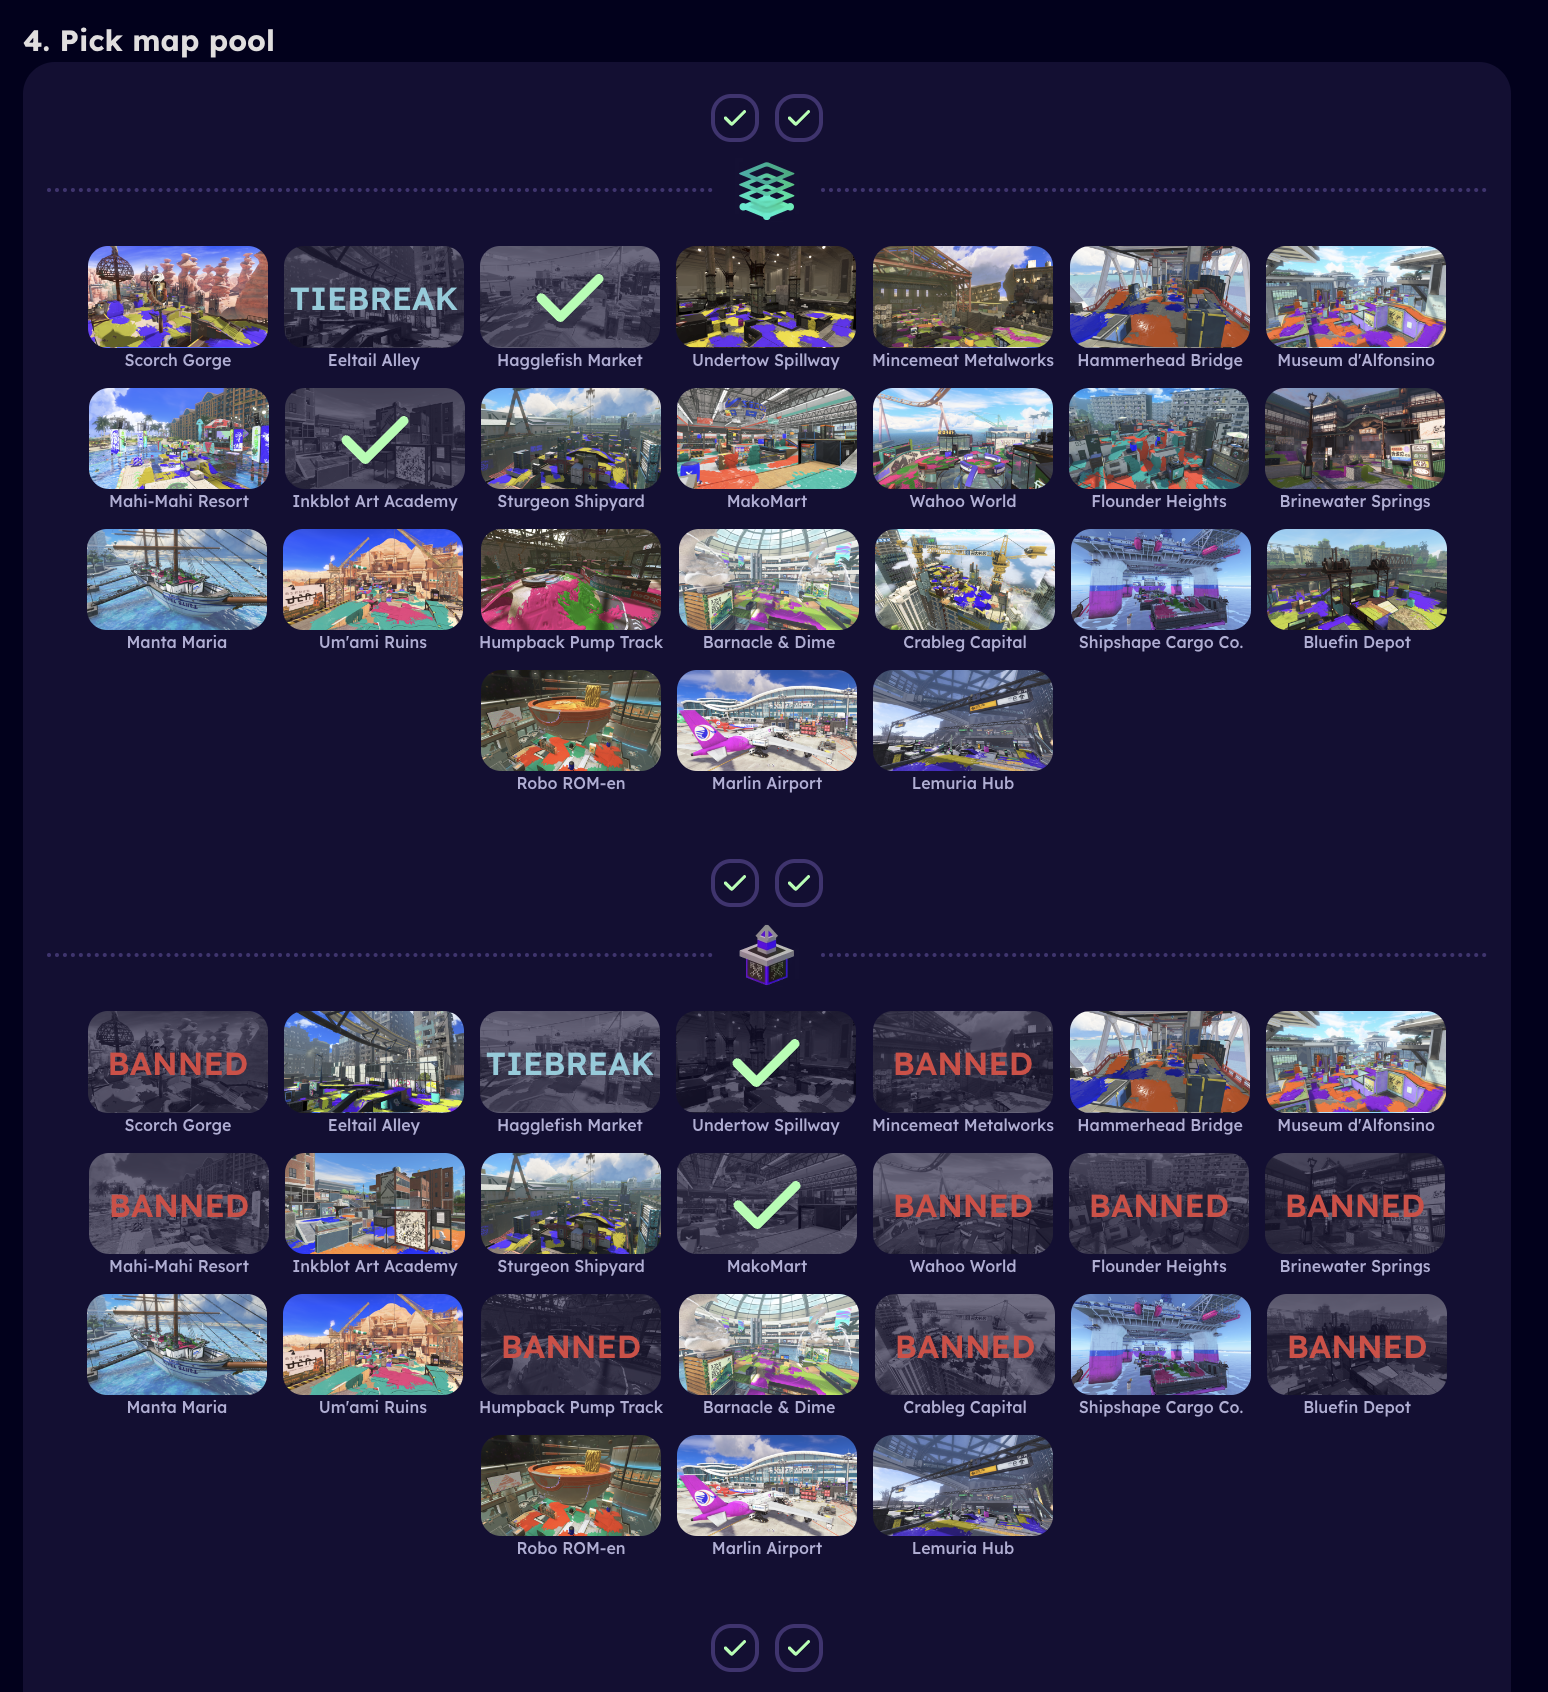 4. Pick map pool
TIEBREAK
Scorch Gorge
Eeltail Alley
Hagglefish Market
Undertow Spillway
Mincemeat Metalworks
Hammerhead Bridge
Museum d'Alfonsino
Mahi-Mahi Resort
Inkblot Art Academy
Sturgeon Shipyard
MakoMart
Wahoo World
Flounder Heights
Brinewater Springs
Manta Maria
Um'ami Ruins
Humpback Pump Track
Barnacle & Dime
Crableg Capital
Shipshape Cargo Co.
Bluefin Depot
Robo ROM-en
Marlin Airport
Lemuria Hub
BANNED
TIEBREAK
BANNED
Scorch Gorge
Eeltail Alley
Hagglefish Market
Undertow Spillway
Mincemeat Metalworks
Hammerhead Bridge
Museum d'Alfonsino
BANNED
BANNED
BANNED
BANNED
Mahi-Mahi Resort
Inkblot Art Academy
Sturgeon Shipyard
MakoMart
Wahoo World
Flounder Heights
Brinewater Springs
BANNED
BANNED
BANNED
Manta Maria
Um'ami Ruins
Humpback Pump Track
Barnacle & Dime
Crableg Capital
Shipshape Cargo Co.
Bluefin Depot
Robo ROM-en
Marlin Airport
Lemuria Hub